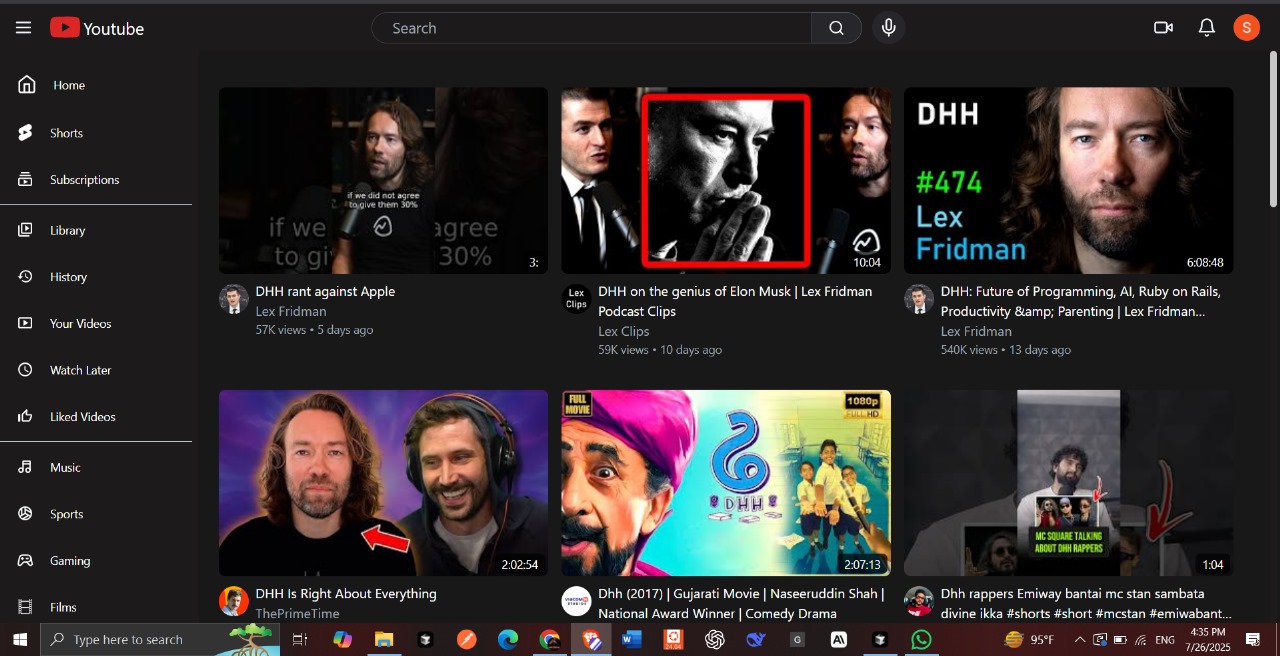 Youtube
Search
S
Home
Shorts
Subscriptions
Library
History
Your Videos
Watch Later
Liked Videos
Music
Sports
Gaming
Films
if we did not agree
to give them 30%
if we
agree
to gi
30%
3:
DHH rant against Apple
Lex Fridman
57K views • 5 days ago
10:04
Lex
Clips
DHH on the genius of Elon Musk | Lex Fridman
Podcast Clips
Lex Clips
59K views • 10 days ago
DHH
#474
Lex
Fridman
6:08:48
DHH: Future of Programming, AI, Ruby on Rails,
Productivity &amp; Parenting | Lex Fridman...
Lex Fridman
540K views • 13 days ago
2:02:54
DHH Is Right About Everything
ThePrimeTime
FULL
MOVIE
1080p
FULL HD
DHH
2:07:13
VIACOM18
STUDIOS
Dhh (2017) | Gujarati Movie | Naseeruddin Shah |
National Award Winner | Comedy Drama
MC SQUARE TALKING
ABOUT DHH RAPPERS
1:04
Dhh rappers Emiway bantai mc stan sambata
divine ikka #shorts #short #mcstan #emiwabant...
Type here to search
24.04
G
95°F
ENG
4:35 PM
7/26/2025